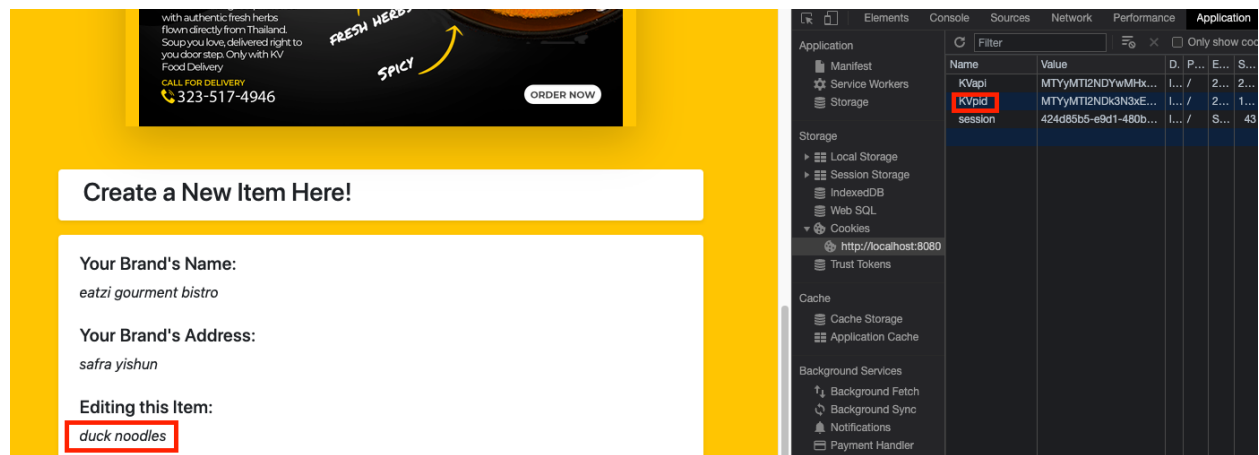 with authentic fresh herbs
flown directly from Thailand.
Soup you love, delivered right to
you door step. Only with KV
Food Delivery
CALL FOR DELIVERY
323-517-4946
FRESH HERBS
SPICY
ORDER NOW
Create a New Item Here!
Your Brand's Name:
eatzi gourment bistro
Your Brand's Address:
safra yishun
Editing this Item:
duck noodles
Elements Console Sources Network Performance Application
Application
Manifest
Service Workers
Storage
Storage
Local Storage
Session Storage
IndexedDB
Web SQL
Cookies
http://localhost:8080
Trust Tokens
Cache
Cache Storage
Application Cache
Background Services
Background Fetch
Background Sync
Notifications
Payment Handler
Filter Only show coo
Name Value D. P... E... S...
KVapi MTYyMTI2NDYwMHx... l... / 2... 2...
KVpid MTYyMTI2NDk3N3xE... l... / 2... 1...
session 424d85b5-e9d1-480b... l... / S... 43